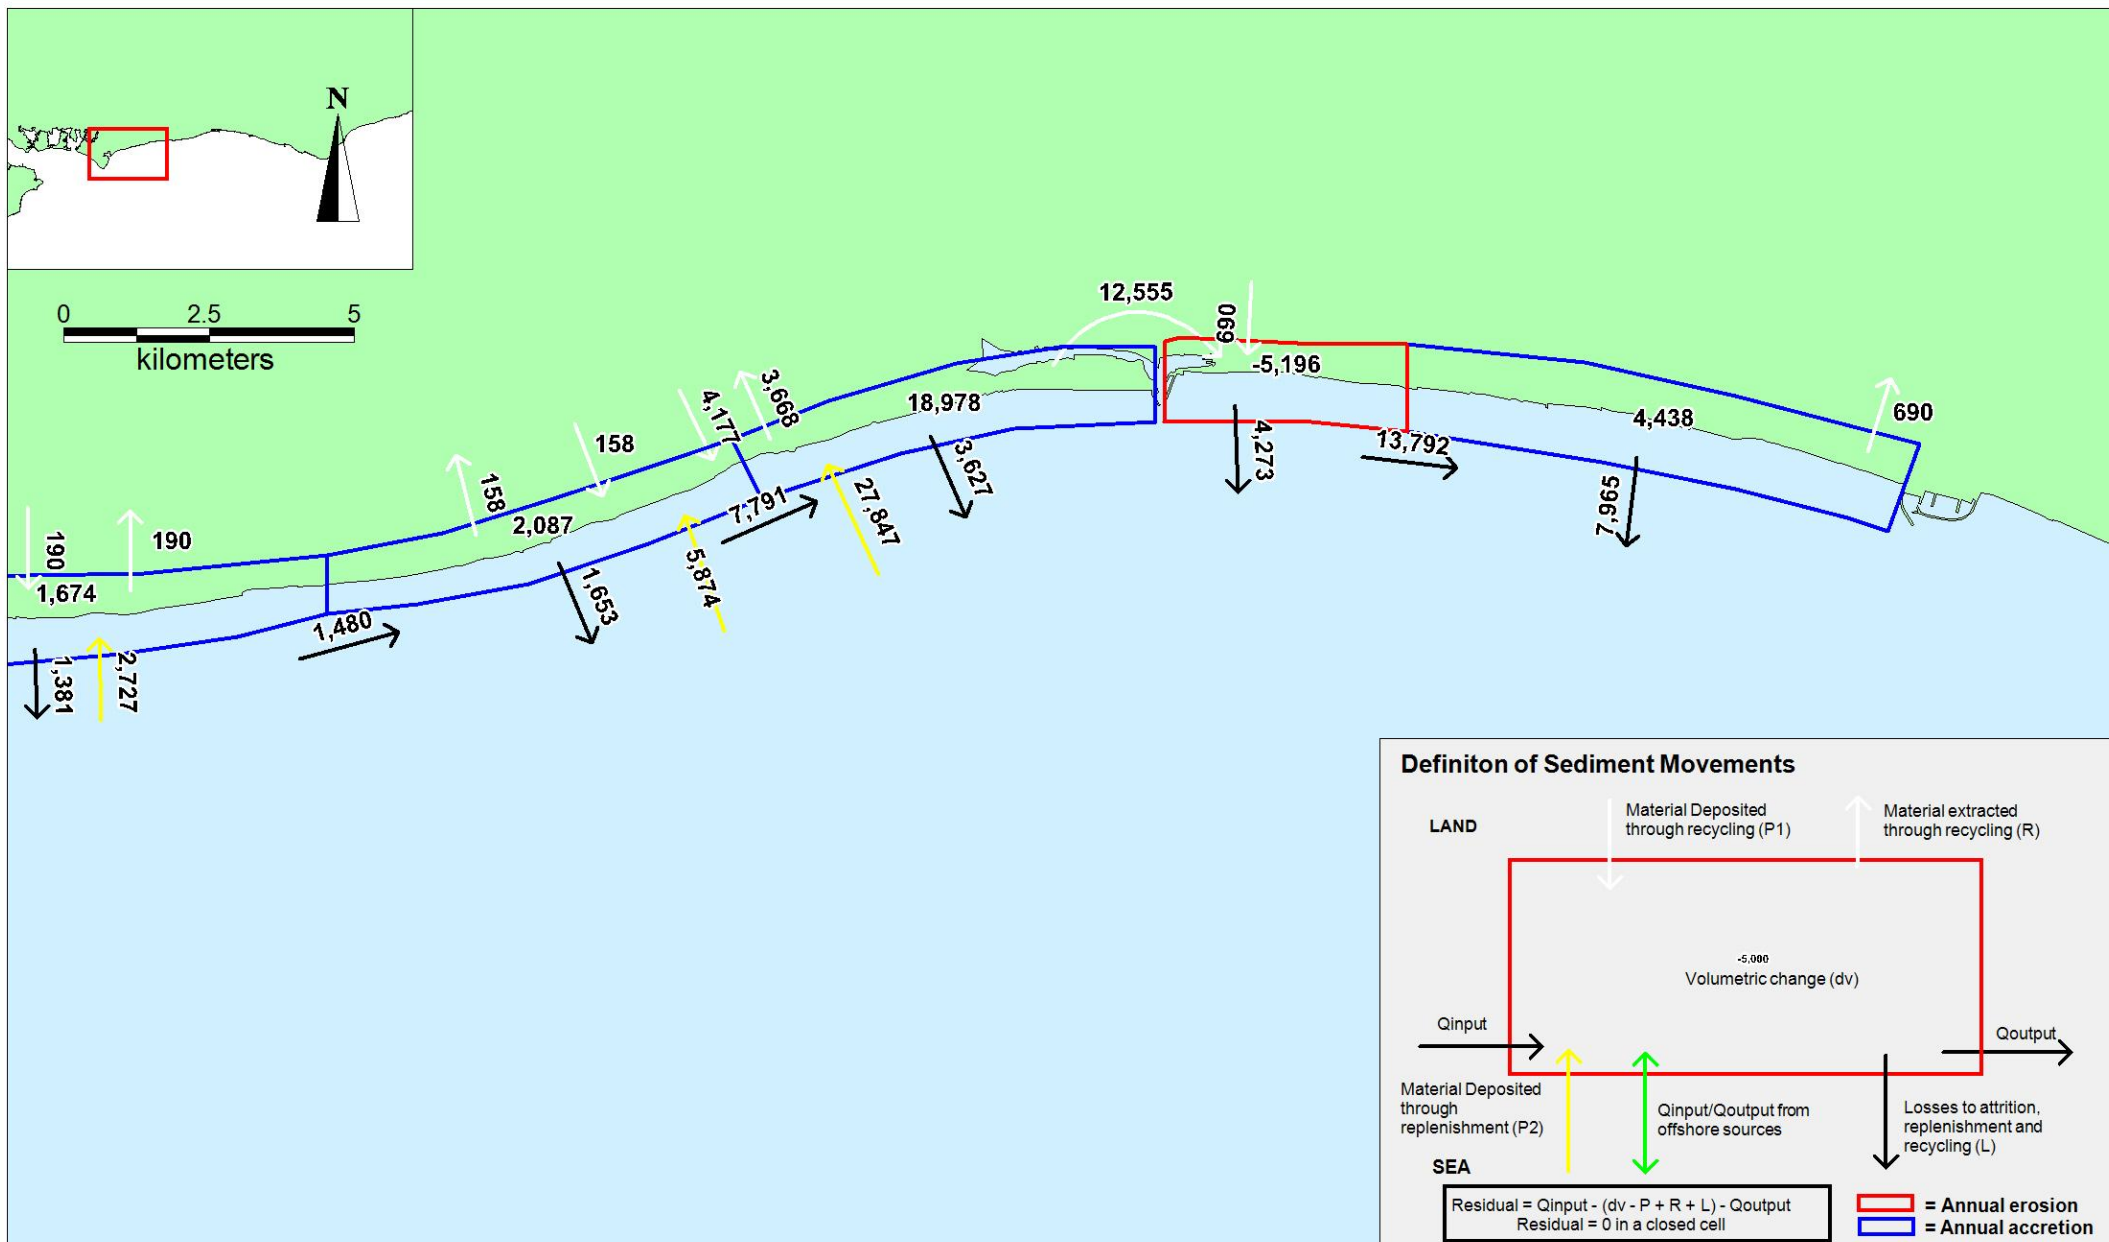 N
0 2.5 5
kilometers
12,555
690
-5,196
18,978
4,438
690
3,668
4,177
158
158
2,087
13,792
4,273
3,627
7,965
27,847
7,791
5,874
190
190
1,674
1,653
1,480
1,381
2,727
Definiton of Sediment Movements
LAND
Material Deposited
through recycling (P1)
Material extracted
through recycling (R)
-5,000
Volumetric change (dv)
Qinput
Qoutput
Material Deposited
through
replenishment (P2)
Qinput/Qoutput from
offshore sources
Losses to attrition,
replenishment and
recycling (L)
SEA
Residual = Qinput - (dv - P + R + L) - Qoutput
Residual = 0 in a closed cell
= Annual erosion
= Annual accretion